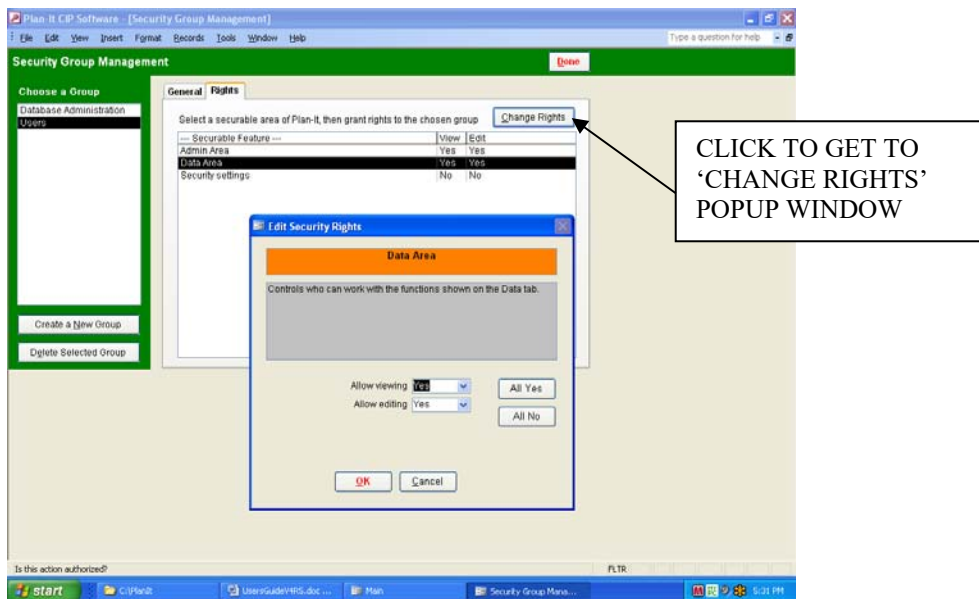 Plan-It CIP Software - [Security Group Management]
File Edit View Insert Format Records Tools Window Help
Type a question for help
Security Group Management
Done
Choose a Group
Database Administration
Users
Create a New Group
Delete Selected Group
General Rights
Select a securable area of Plan-It, then grant rights to the chosen group
Change Rights
--- Securable Feature --- View Edit
Admin Area Yes Yes
Data Area Yes Yes
Security settings No No
CLICK TO GET TO
‘CHANGE RIGHTS’
POPUP WINDOW
Edit Security Rights
Data Area
Controls who can work with the functions shown on the Data tab.
Allow viewing Yes
Allow editing Yes
All Yes
All No
OK Cancel
Is this action authorized?
FLTR
start
C:\PlanIt
UsersGuideV4RS.doc ...
Main
Security Group Mana...
5:31 PM